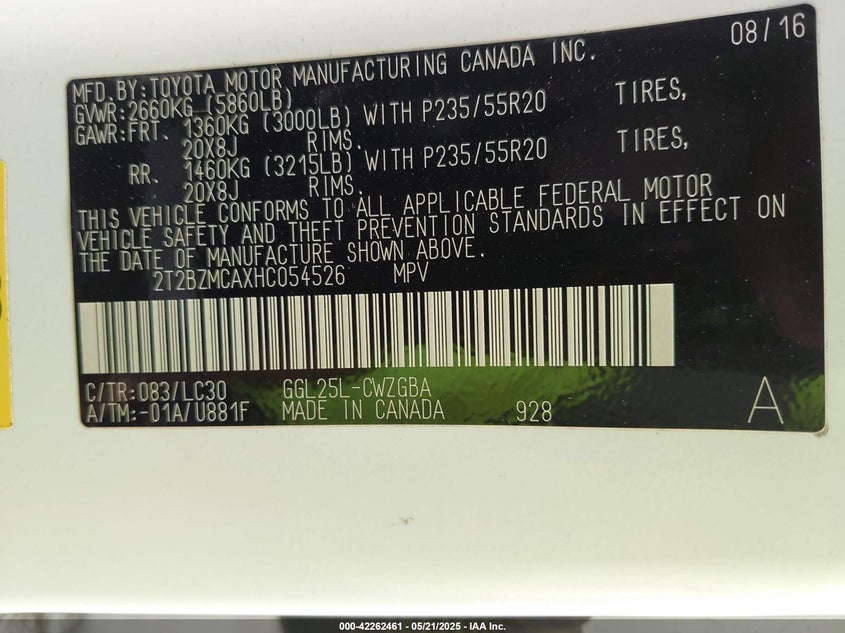 08/16
MFD. BY: TOYOTA MOTOR MANUFACTURING CANADA INC.
GVWR: 2660KG (5860LB)
GAWR: FRT. 1360KG (3000LB) WITH P235/55R20 TIRES,
20X8J RIMS.
RR. 1460KG (3215LB) WITH P235/55R20 TIRES,
20X8J RIMS.
THIS VEHICLE CONFORMS TO ALL APPLICABLE FEDERAL MOTOR
VEHICLE SAFETY AND THEFT PREVENTION STANDARDS IN EFFECT ON
THE DATE OF MANUFACTURE SHOWN ABOVE.
2T2BZMCAXHC054526 MPV
C/TR: 083/LC30 GGL25L-CWZGBA
A/TM: -01A/U881F MADE IN CANADA 928 A
000-42262461 - 05/21/2025 - IAA Inc.